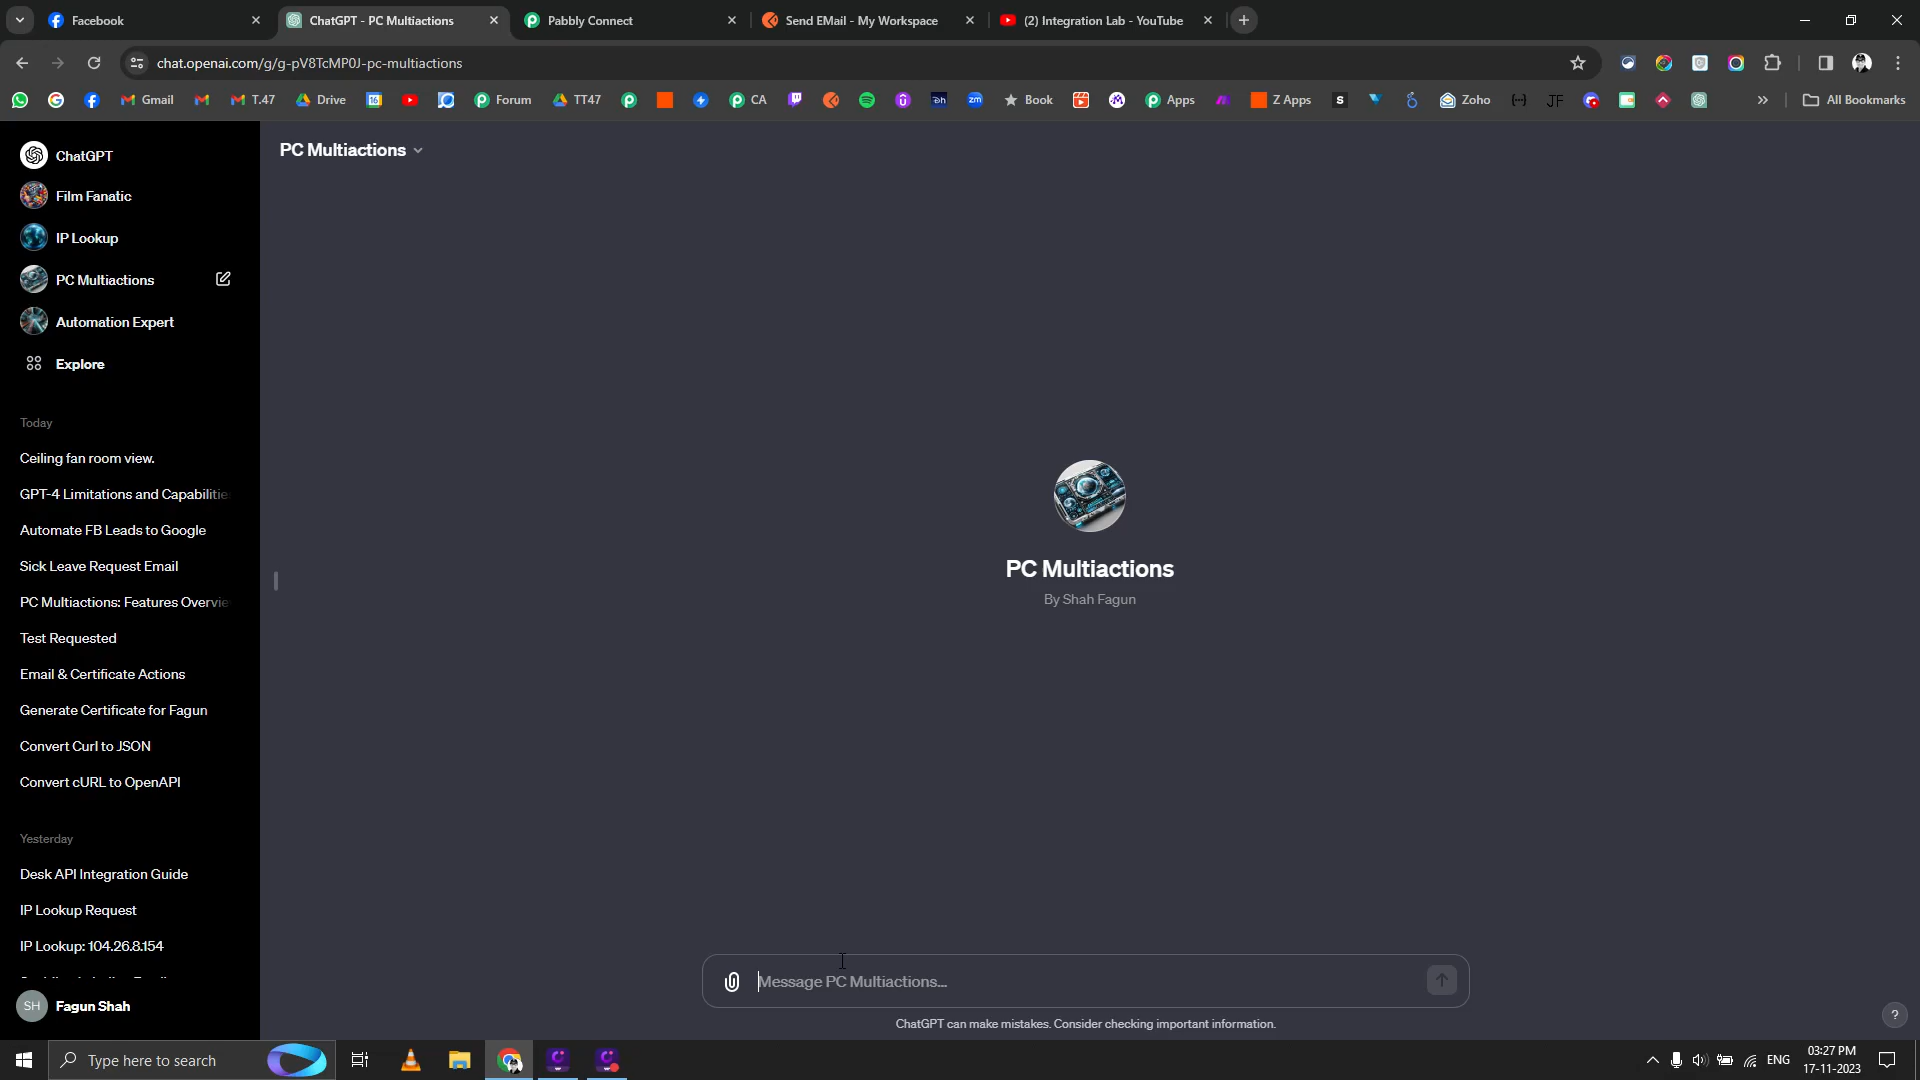 Facebook
ChatGPT - PC Multiactions
Pabbly Connect
Send EMail - My Workspace
(2) Integration Lab - YouTube
chat.openai.com/g/g-pV8TcMP0J-pc-multiactions
Gmail
T.47
Drive
Forum
TT47
CA
Book
Apps
Z Apps
Zoho
All Bookmarks
ChatGPT
Film Fanatic
IP Lookup
PC Multiactions
Automation Expert
Explore
Today
Ceiling fan room view.
GPT-4 Limitations and Capabilitie
Automate FB Leads to Google
Sick Leave Request Email
PC Multiactions: Features Overvie
Test Requested
Email & Certificate Actions
Generate Certificate for Fagun
Convert Curl to JSON
Convert cURL to OpenAPI
Yesterday
Desk API Integration Guide
IP Lookup Request
IP Lookup: 104.26.8.154
SH
Fagun Shah
PC Multiactions
PC Multiactions
By Shah Fagun
Message PC Multiactions...
ChatGPT can make mistakes. Consider checking important information.
?
Type here to search
ENG
03:27 PM
17-11-2023